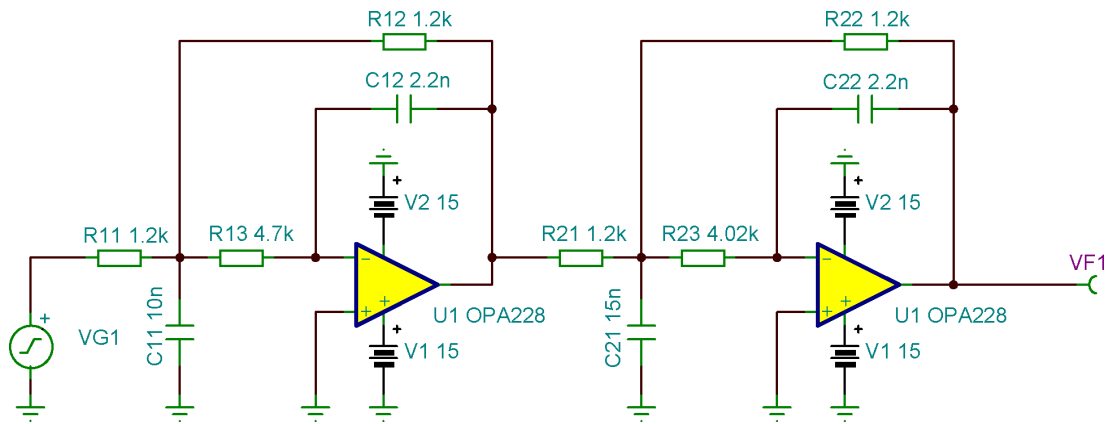 R12 1.2k
R22 1.2k
C12 2.2n
C22 2.2n
+
+
V2 15
V2 15
R11 1.2k
R13 4.7k
R21 1.2k
R23 4.02k
VF1
+
VG1
C11 10n
U1 OPA228
C21 15n
U1 OPA228
+
+
V1 15
V1 15